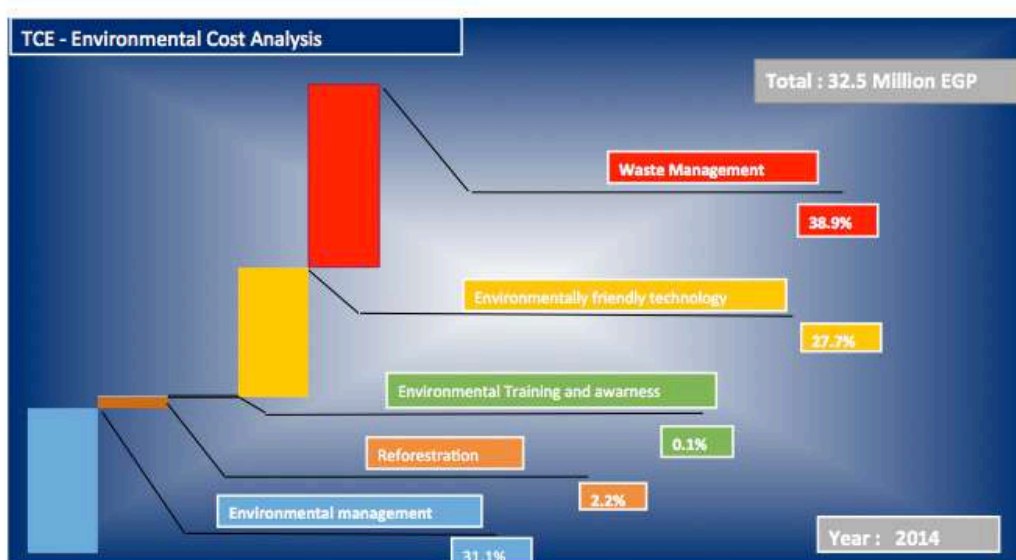 TCE - Environmental Cost Analysis
Total : 32.5 Million EGP
Waste Management
38.9%
Environmentally friendly technology
27.7%
Environmental Training and awarness
0.1%
Reforestration
2.2%
Environmental management
31.1%
Year : 2014